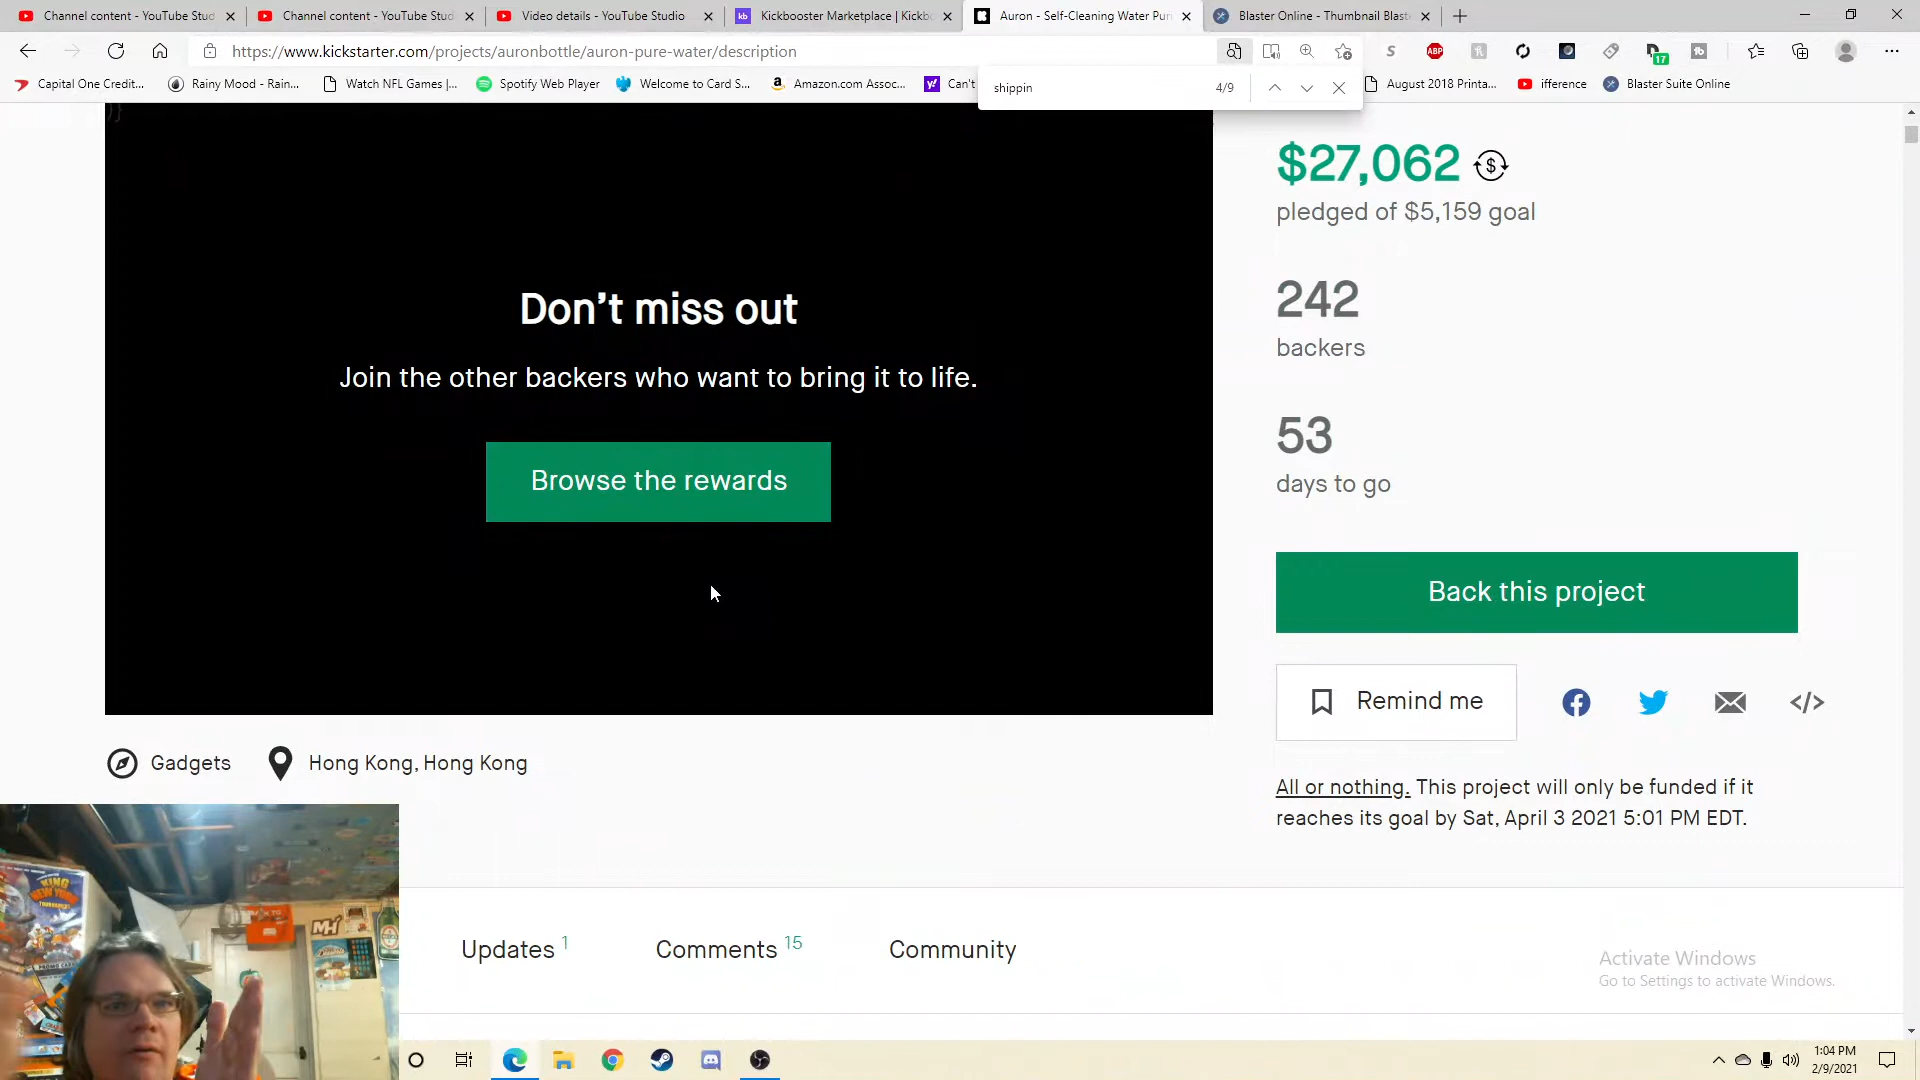 Channel content - YouTube Stud
Channel content - YouTube Stud
Video details - YouTube Studio
kb Kickbooster Marketplace | Kickbo
Auron - Self-Cleaning Water Puri
Blaster Online - Thumbnail Blast
https://www.kickstarter.com/projects/auronbottle/auron-pure-water/description
S
ABP
17
Capital One Credit...
Rainy Mood - Rain...
Watch NFL Games |...
Spotify Web Player
Welcome to Card S...
Amazon.com Assoc...
Can't
shippin
4/9
August 2018 Printa...
ifference
Blaster Suite Online
$27,062
pledged of $5,159 goal
242
backers
53
days to go
Don't miss out
Join the other backers who want to bring it to life.
Browse the rewards
Back this project
Remind me
Gadgets
Hong Kong, Hong Kong
All or nothing. This project will only be funded if it
reaches its goal by Sat, April 3 2021 5:01 PM EDT.
Updates 1
Comments 15
Community
Activate Windows
Go to Settings to activate Windows.
KING
NEW YORK
1:04 PM
2/9/2021